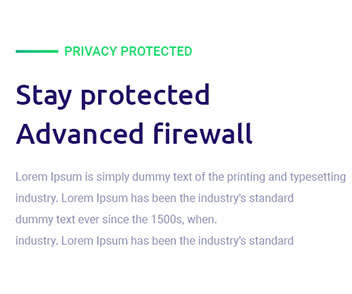 PRIVACY PROTECTED
Stay protected
Advanced firewall
Lorem Ipsum is simply dummy text of the printing and typesetting
industry. Lorem Ipsum has been the industry's standard
dummy text ever since the 1500s, when.
industry. Lorem Ipsum has been the industry's standard